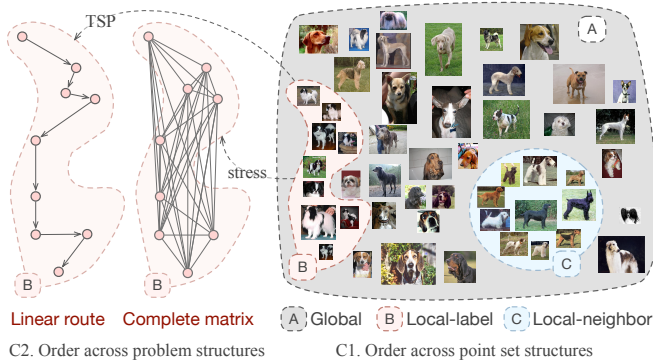 TSP
A
stress
B
B
B
C
Linear route
Complete matrix
A Global
B Local-label
C Local-neighbor
C2. Order across problem structures
C1. Order across point set structures